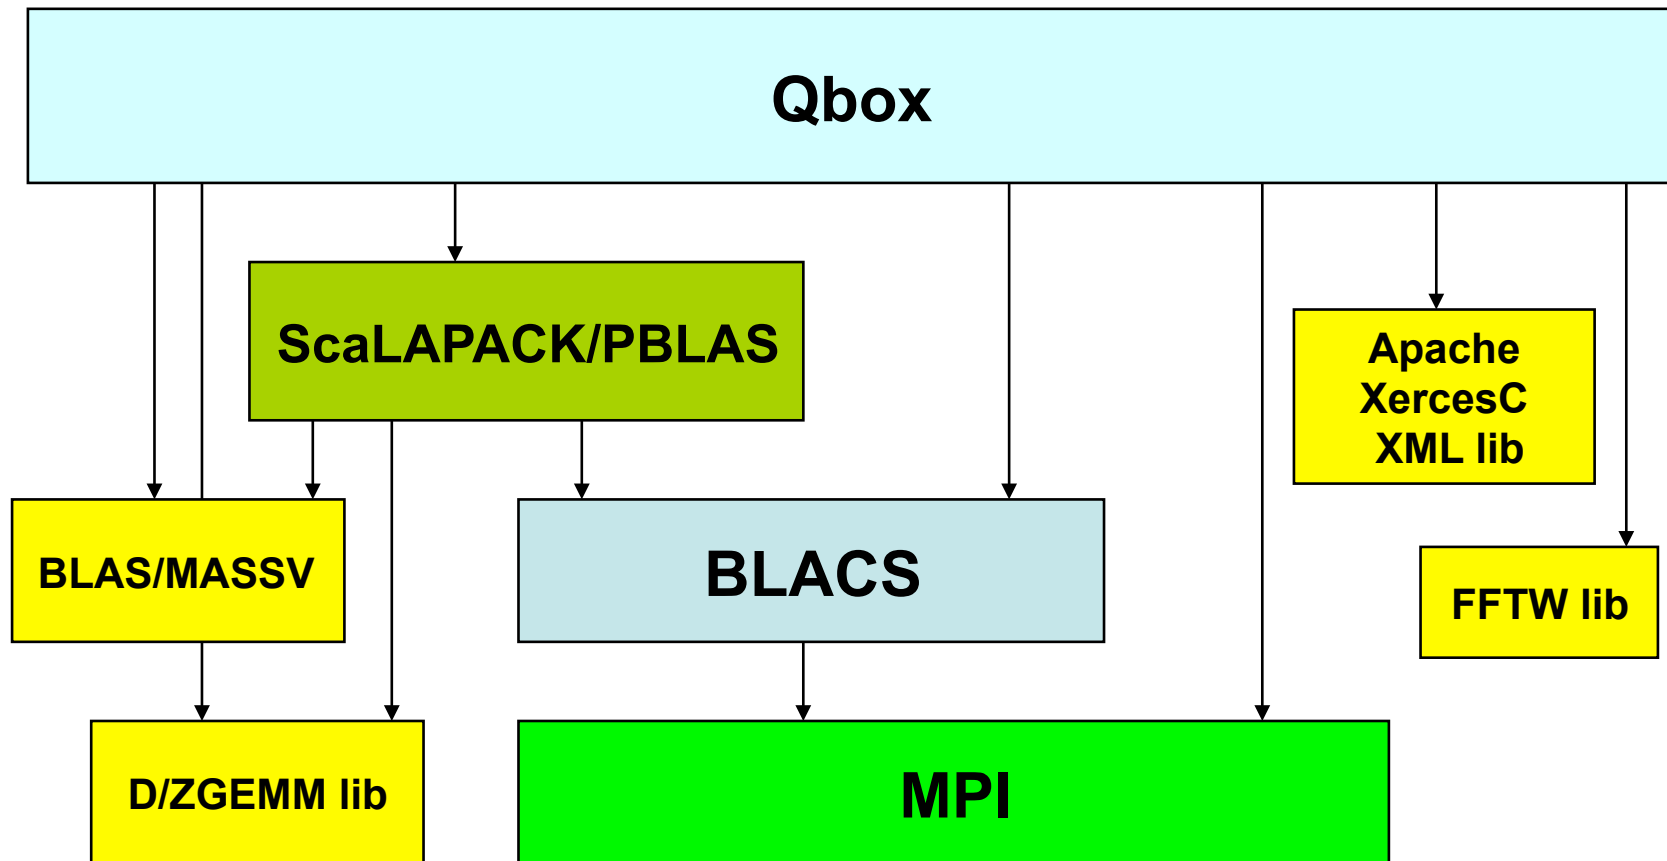 Qbox
ScaLAPACK/PBLAS
Apache
XercesC
XML lib
BLAS/MASSV
BLACS
FFTW lib
D/ZGEMM lib
MPI